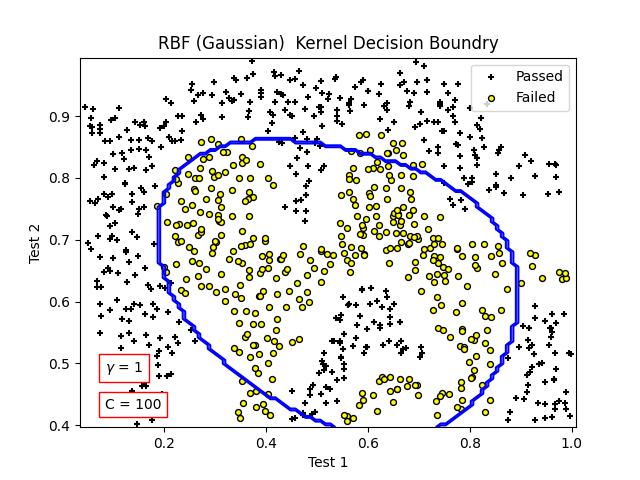 RBF (Gaussian)  Kernel Decision Boundry
Passed
Failed
Test 2
0.9
0.8
0.7
0.6
0.5
0.4
γ = 1
C = 100
0.2 0.4 0.6 0.8 1.0
Test 1